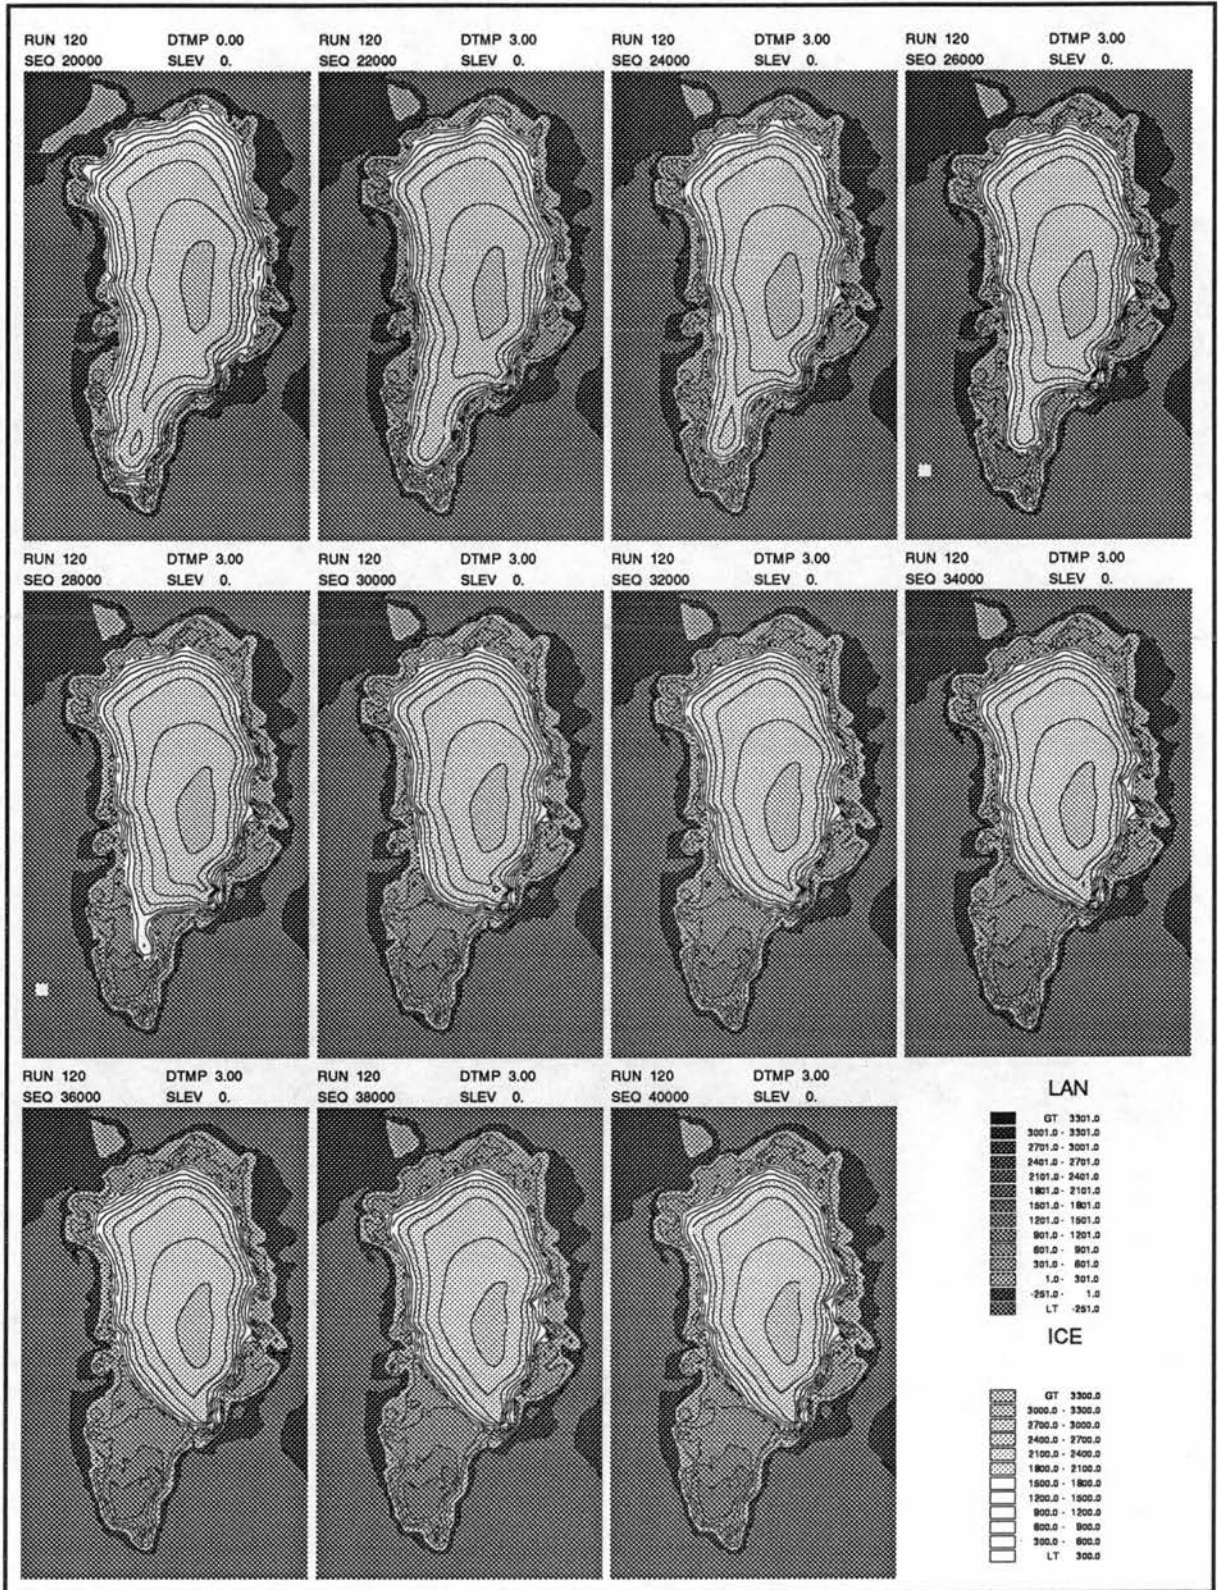 RUN 120 DTMP 0.00 RUN 120 DTMP 3.00 RUN 120 DTMP 3.00 RUN 120 DTMP 3.00
SEQ 20000 SLEV 0. SEQ 22000 SLEV 0. SEQ 24000 SLEV 0. SEQ 26000 SLEV 0.
RUN 120 DTMP 3.00 RUN 120 DTMP 3.00 RUN 120 DTMP 3.00 RUN 120 DTMP 3.00
SEQ 28000 SLEV 0. SEQ 30000 SLEV 0. SEQ 32000 SLEV 0. SEQ 34000 SLEV 0.
RUN 120 DTMP 3.00 RUN 120 DTMP 3.00 RUN 120 DTMP 3.00
SEQ 36000 SLEV 0. SEQ 38000 SLEV 0. SEQ 40000 SLEV 0.
LAN
GT 3301.0
3001.0 - 3301.0
2701.0 - 3001.0
2401.0 - 2701.0
2101.0 - 2401.0
1801.0 - 2101.0
1501.0 - 1801.0
1201.0 - 1501.0
901.0 - 1201.0
601.0 - 901.0
301.0 - 601.0
1.0 - 301.0
-251.0 - 1.0
LT -251.0
ICE
GT 3300.0
3000.0 - 3300.0
2700.0 - 3000.0
2400.0 - 2700.0
2100.0 - 2400.0
1800.0 - 2100.0
1500.0 - 1800.0
1200.0 - 1500.0
900.0 - 1200.0
600.0 - 900.0
300.0 - 600.0
LT 300.0